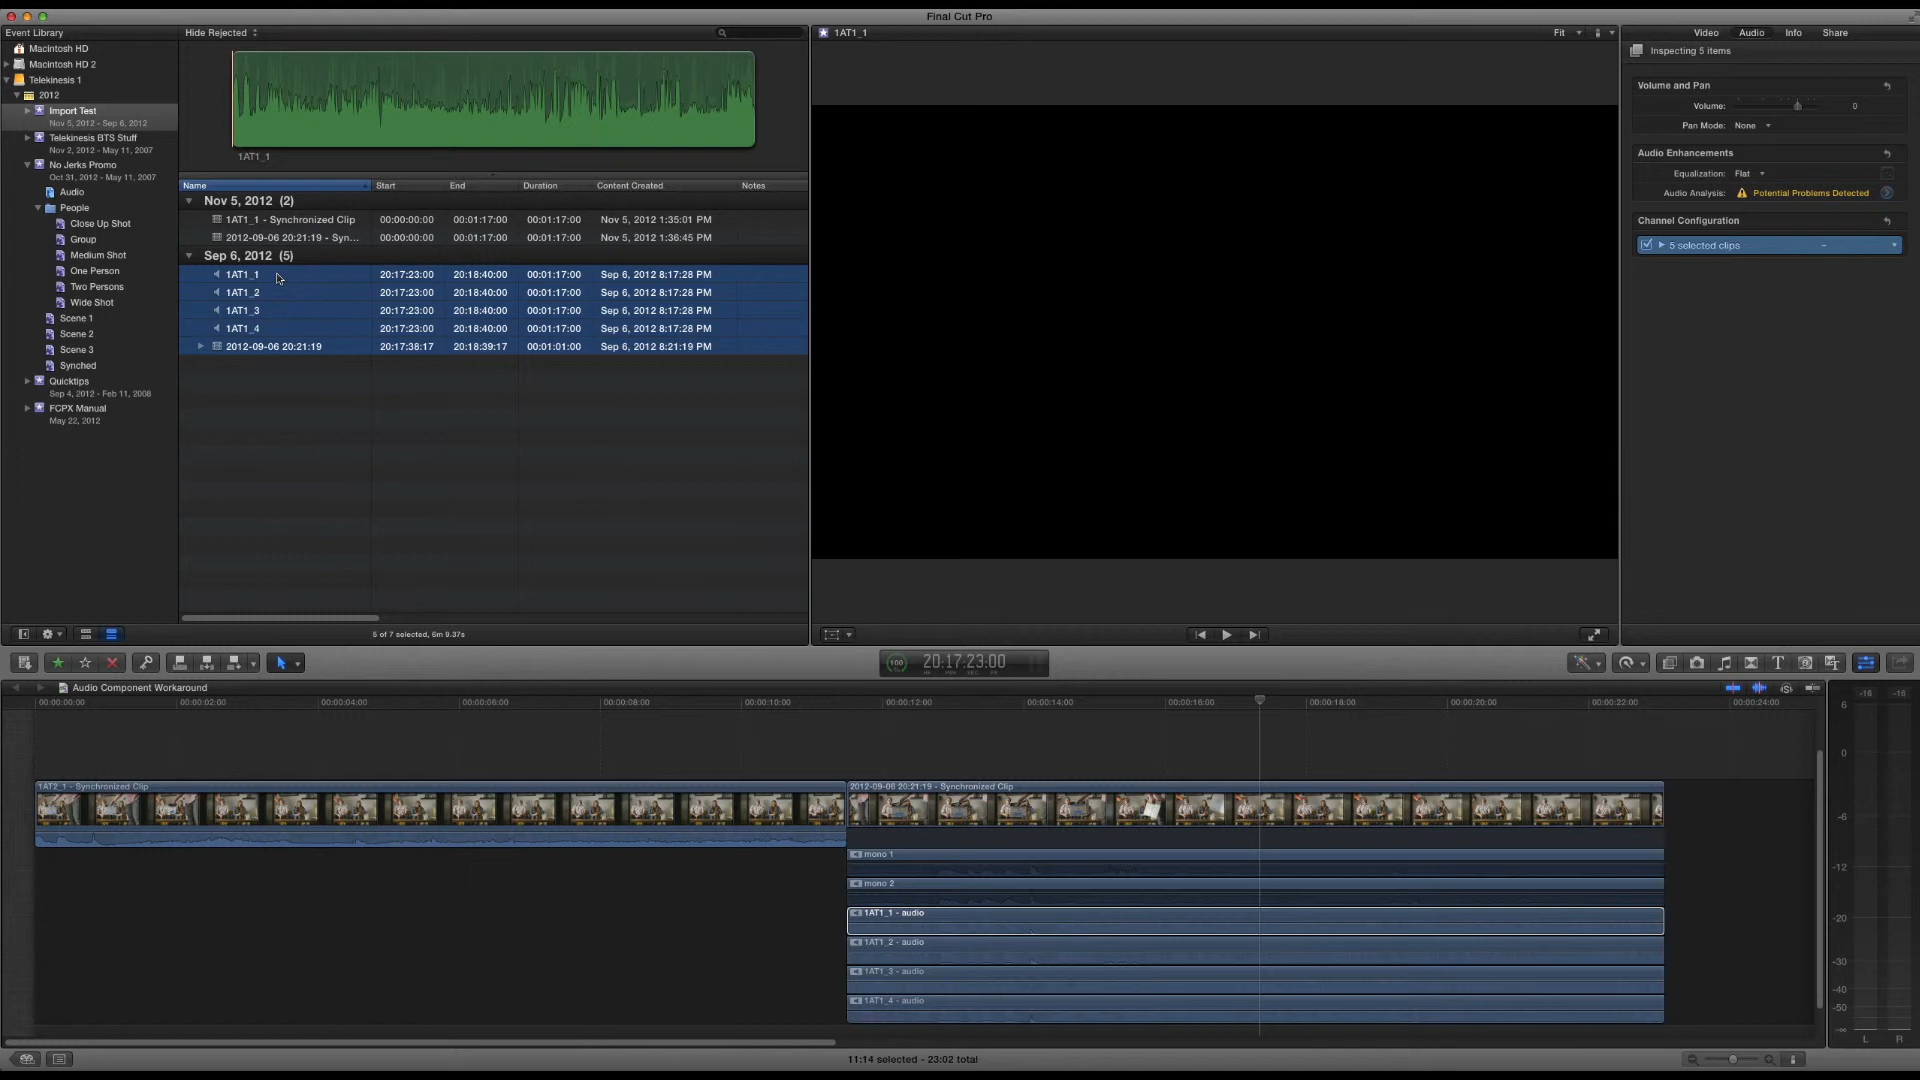 Final Cut Pro
Event Library
Hide Rejected
1AT1_1
Fit
Video Audio Info Share
Macintosh HD
Macintosh HD 2
Telekinesis 1
2012
Import Test
Nov 5, 2012 - Sep 6, 2012
Telekinesis BTS Stuff
Nov 2, 2012 - May 11, 2007
No Jerks Promo
Oct 31, 2012 - May 11, 2007
Audio
People
Close Up Shot
Group
Medium Shot
One Person
Two Persons
Wide Shot
Scene 1
Scene 2
Scene 3
Synched
Quicktips
Sep 4, 2012 - Feb 11, 2008
FCPX Manual
May 22, 2012
1AT1_1
Name Start End Duration Content Created Notes
Nov 5, 2012 (2)
1AT1_1 - Synchronized Clip 00:00:00:00 00:01:17:00 00:01:17:00 Nov 5, 2012 1:35:01 PM
2012-09-06 20:21:19 - Syn... 00:00:00:00 00:01:17:00 00:01:17:00 Nov 5, 2012 1:36:45 PM
Sep 6, 2012 (5)
1AT1_1 20:17:23:00 20:18:40:00 00:01:17:00 Sep 6, 2012 8:17:28 PM
1AT1_2 20:17:23:00 20:18:40:00 00:01:17:00 Sep 6, 2012 8:17:28 PM
1AT1_3 20:17:23:00 20:18:40:00 00:01:17:00 Sep 6, 2012 8:17:28 PM
1AT1_4 20:17:23:00 20:18:40:00 00:01:17:00 Sep 6, 2012 8:17:28 PM
2012-09-06 20:21:19 20:17:38:17 20:18:39:17 00:01:01:00 Sep 6, 2012 8:21:19 PM
5 of 7 selected, 6m 9.37s
Inspecting 5 items
Volume and Pan
Volume: 0
Pan Mode: None
Audio Enhancements
Equalization: Flat
Audio Analysis: Potential Problems Detected
Channel Configuration
5 selected clips –
100 20:17:23:00
Audio Component Workaround
00:00:00:00 00:00:02:00 00:00:04:00 00:00:06:00 00:00:08:00 00:00:10:00 00:00:12:00 00:00:14:00 00:00:16:00 00:00:18:00 00:00:20:00 00:00:22:00 00:00:24:00
1AT2_1 - Synchronized Clip
2012-09-06 20:21:19 - Synchronized Clip
mono 1
mono 2
1AT1_1 - audio
1AT1_2 - audio
1AT1_3 - audio
1AT1_4 - audio
-16 -16
6
0
-6
-12
-20
-30
-40
-50
-∞
L R
11:14 selected - 23:02 total